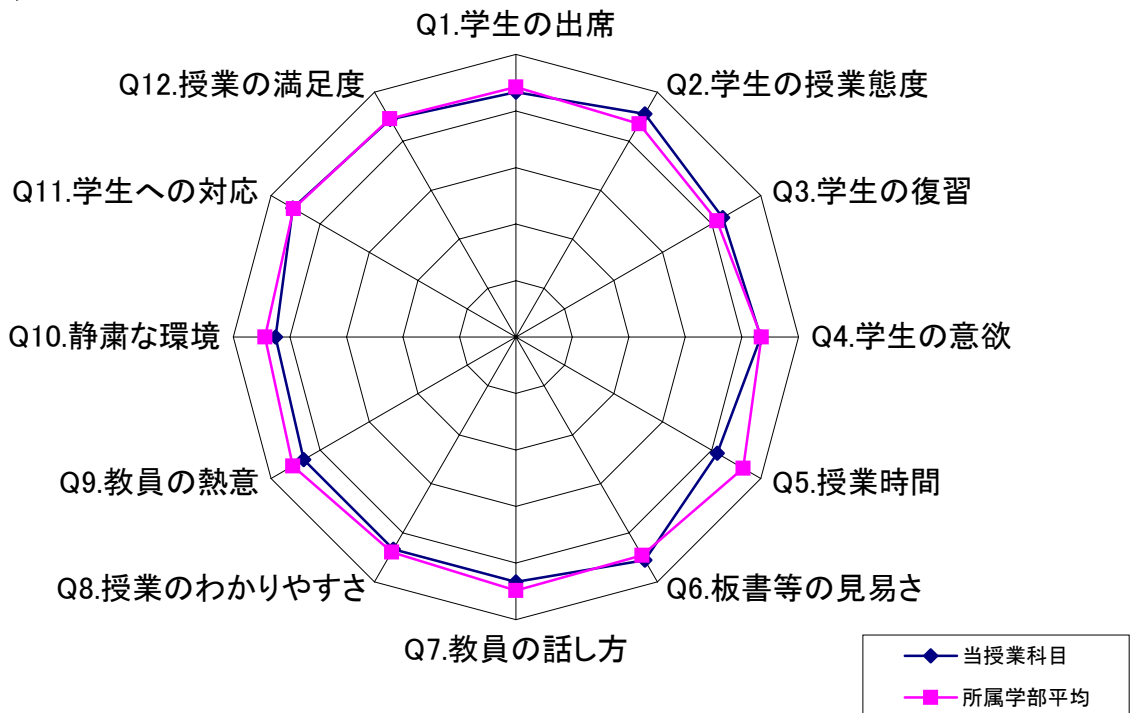 Q1.学生の出席
Q2.学生の授業態度
Q3.学生の復習
Q4.学生の意欲
Q5.授業時間
Q6.板書等の見易さ
Q7.教員の話し方
Q8.授業のわかりやすさ
Q9.教員の熱意
Q10.静粛な環境
Q11.学生への対応
Q12.授業の満足度
当授業科目
所属学部平均